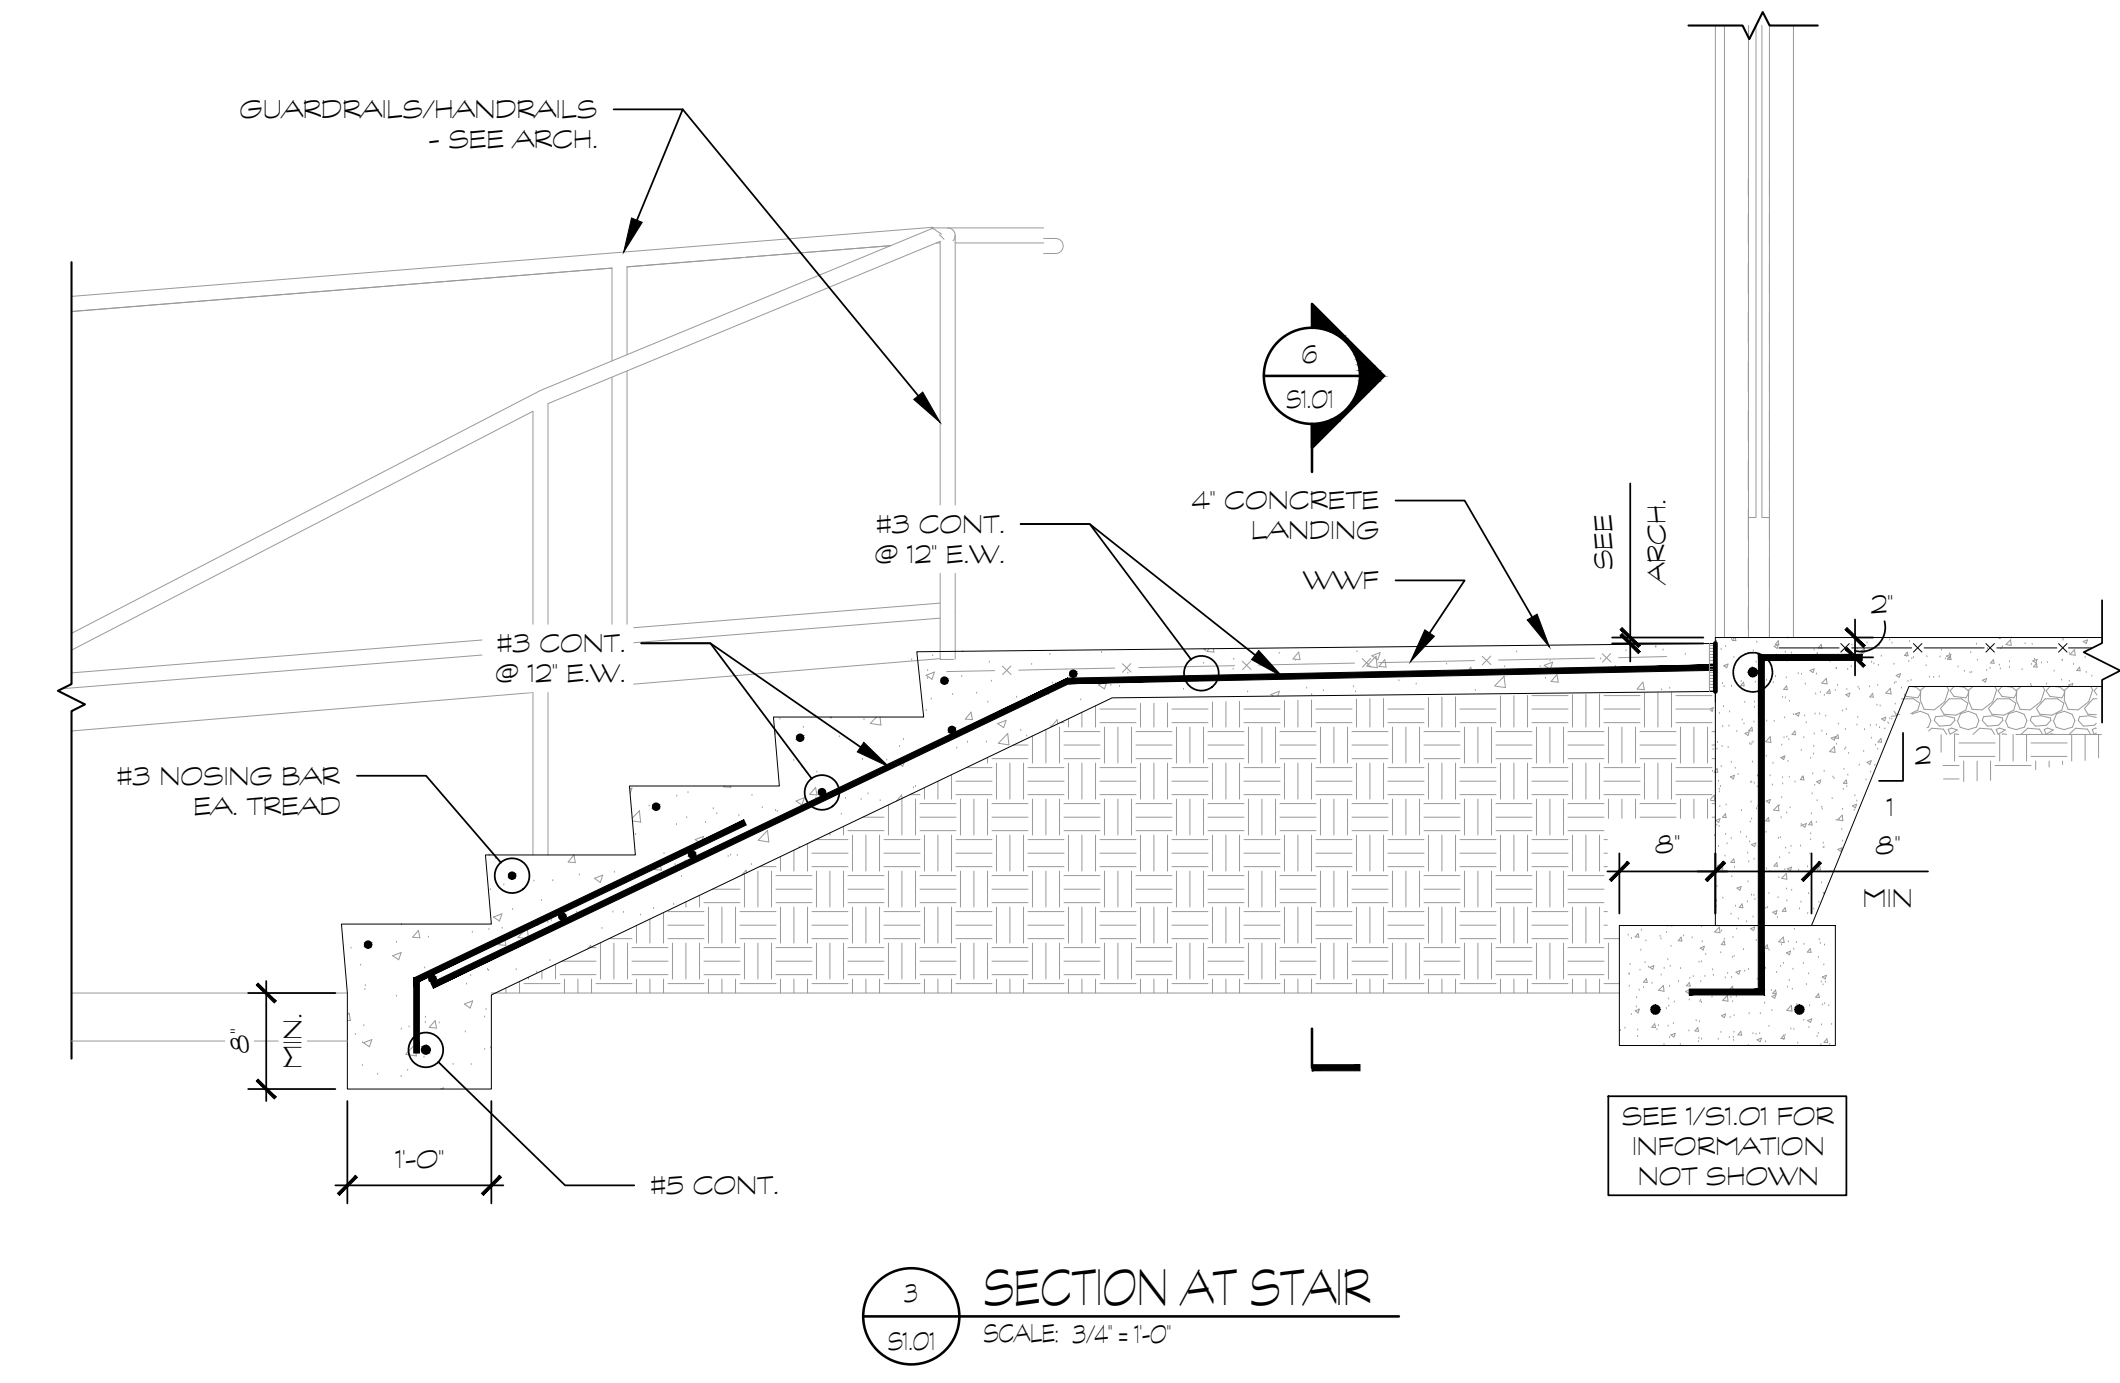 GUARDRAILS/HANDRAILS
- SEE ARCH.
6
S1.01
4" CONCRETE
LANDING
WWF
#3 CONT.
@ 12" E.W.
SEE
ARCH.
2"
#3 CONT.
@ 12" E.W.
#3 NOSING BAR
EA. TREAD
2
1
8"
8"
MIN
8"
MIN.
1'-0"
#5 CONT.
SEE 1/S1.01 FOR
INFORMATION
NOT SHOWN
3
S1.01
SECTION AT STAIR
SCALE: 3/4" = 1'-0"